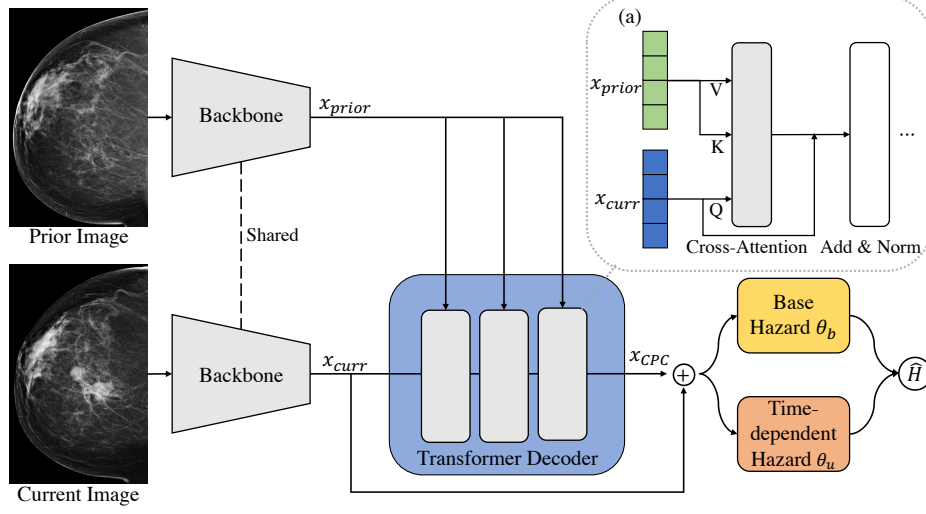 (a)
Backbone
x_prior
x_prior
V
K
x_curr
Q
...
Cross-Attention
Add & Norm
Prior Image
Shared
Base
Hazard θ_b
Backbone
x_curr
x_CPC
+
Ĥ
Time-
dependent
Hazard θ_u
Transformer Decoder
Current Image